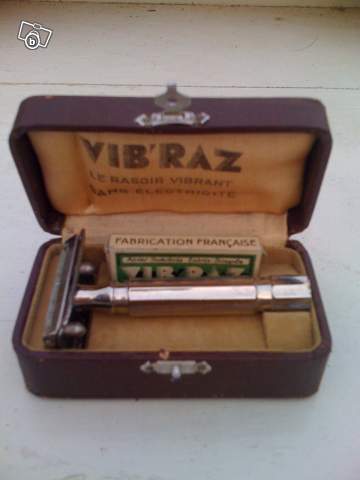 VIB'RAZ
LE RASOIR VIBRANT
SANS ÉLECTRICITÉ
FABRICATION FRANÇAISE
VIB'RAZ